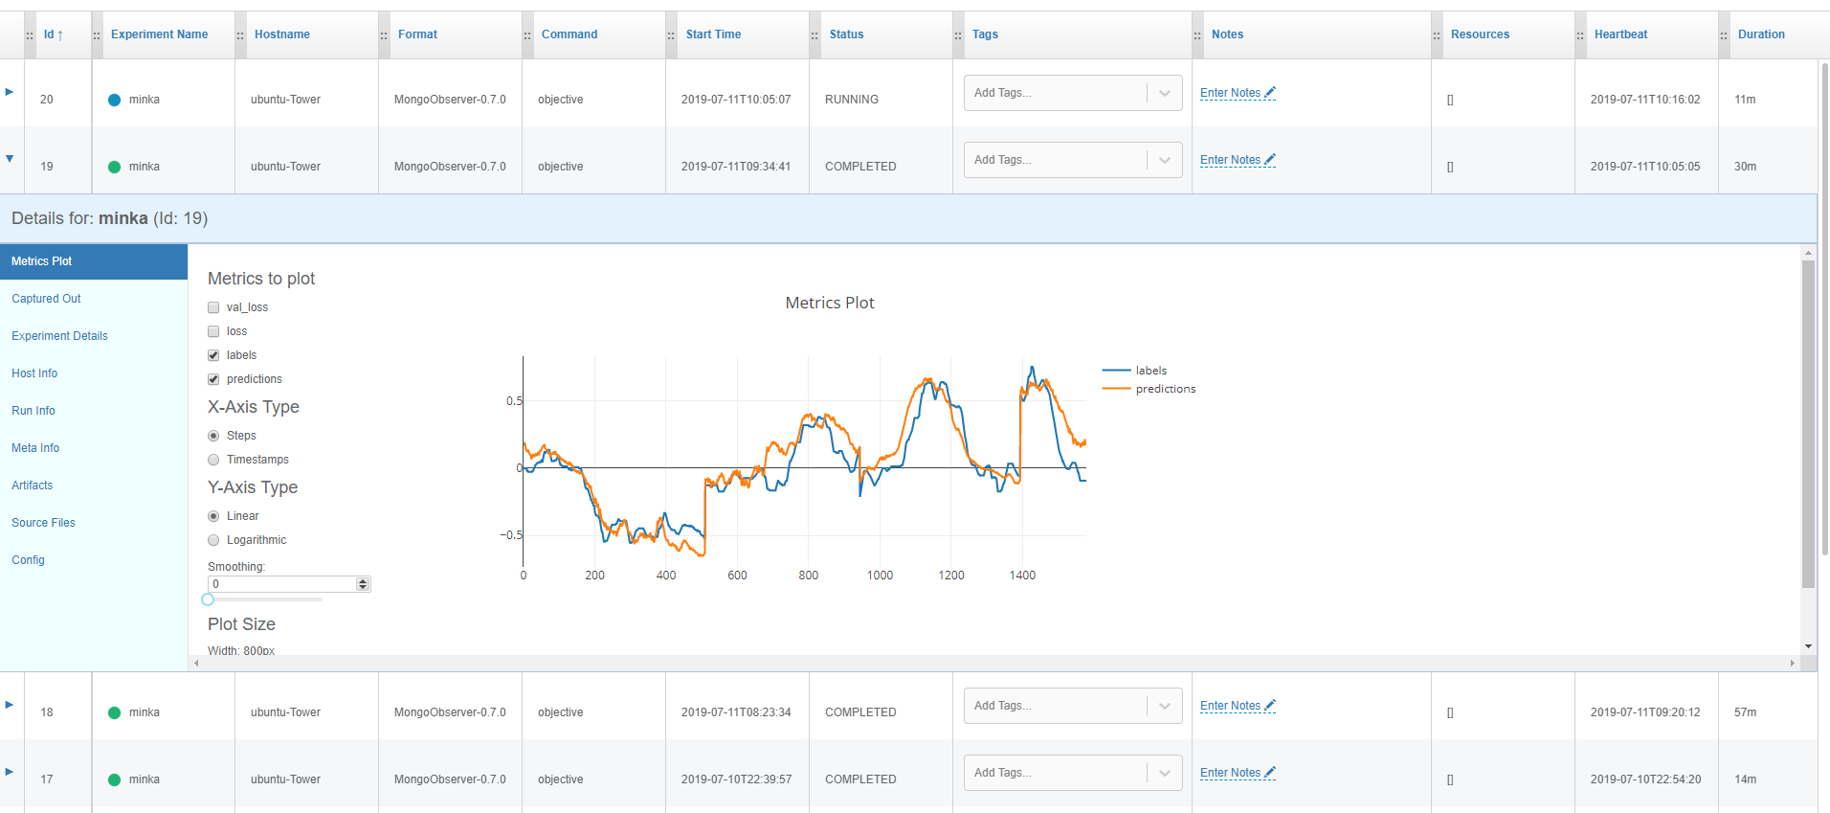 Id ↑ Experiment Name Hostname Format Command Start Time Status Tags Notes Resources Heartbeat Duration
20 minka ubuntu-Tower MongoObserver-0.7.0 objective 2019-07-11T10:05:07 RUNNING Add Tags... Enter Notes [] 2019-07-11T10:16:02 11m
19 minka ubuntu-Tower MongoObserver-0.7.0 objective 2019-07-11T09:34:41 COMPLETED Add Tags... Enter Notes [] 2019-07-11T10:05:05 30m
Details for: minka (Id: 19)
Metrics Plot
Captured Out
Experiment Details
Host Info
Run Info
Meta Info
Artifacts
Source Files
Config
Metrics to plot
val_loss
loss
labels
predictions
X-Axis Type
Steps
Timestamps
Y-Axis Type
Linear
Logarithmic
Smoothing:
0
Plot Size
Width: 800px
Metrics Plot
0.5
0
−0.5
0 200 400 600 800 1000 1200 1400
labels
predictions
18 minka ubuntu-Tower MongoObserver-0.7.0 objective 2019-07-11T08:23:34 COMPLETED Add Tags... Enter Notes [] 2019-07-11T09:20:12 57m
17 minka ubuntu-Tower MongoObserver-0.7.0 objective 2019-07-10T22:39:57 COMPLETED Add Tags... Enter Notes [] 2019-07-10T22:54:20 14m